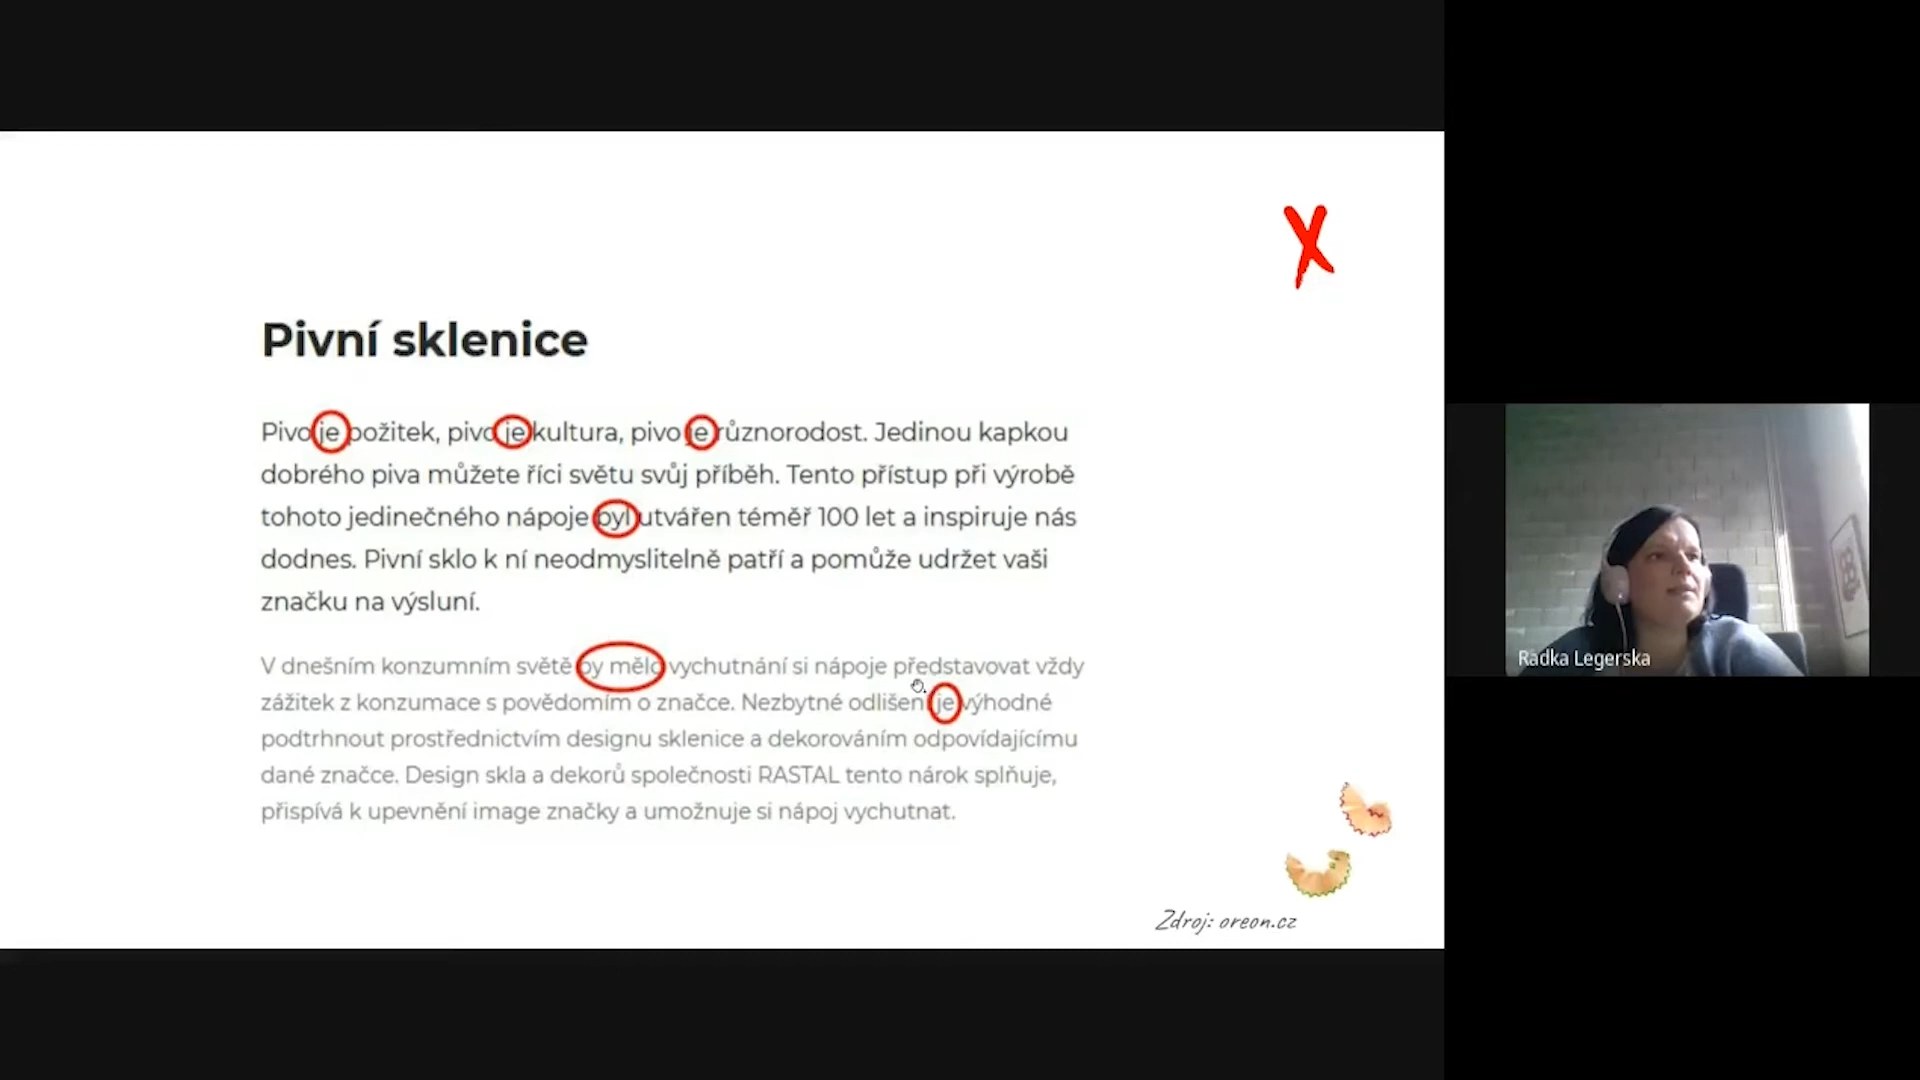 Pivní sklenice
Pivo je požitek, pivo je kultura, pivo je různorodost. Jedinou kapkou
dobrého piva můžete říci světu svůj příběh. Tento přístup při výrobě
tohoto jedinečného nápoje byl utvářen téměř 100 let a inspiruje nás
dodnes. Pivní sklo k ní neodmyslitelně patří a pomůže udržet vaši
značku na výsluní.
V dnešním konzumním světě by mělo vychutnání si nápoje představovat vždy
zážitek z konzumace s povědomím o značce. Nezbytné odlišení je výhodné
podtrhnout prostřednictvím designu sklenice a dekorováním odpovídajícímu
dané značce. Design skla a dekorů společnosti RASTAL tento nárok splňuje,
přispívá k upevnění image značky a umožnuje si nápoj vychutnat.
Zdroj: oreon.cz
Radka Legerska